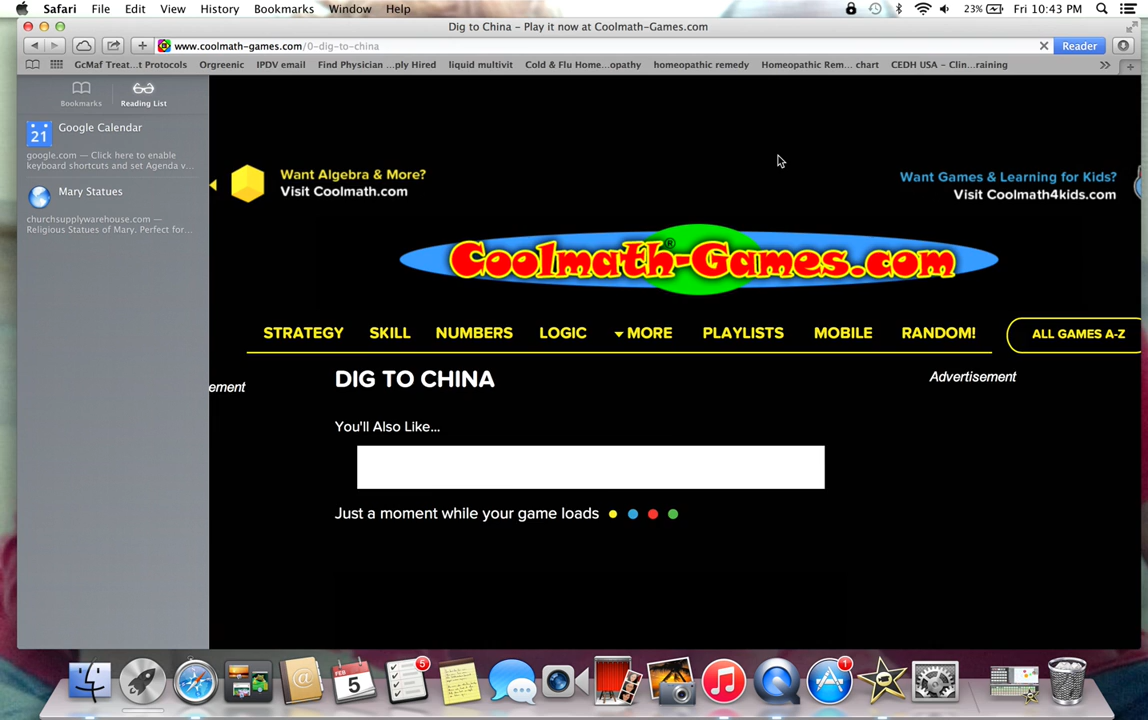 Safari File Edit View History Bookmarks Window Help 23% Fri 10:43 PM
Dig to China – Play it now at Coolmath-Games.com
www.coolmath-games.com/0-dig-to-china Reader
GcMaf Treat...t Protocols Orgreenic IPDV email Find Physician ...ply Hired liquid multivit Cold & Flu Home...opathy homeopathic remedy Homeopathic Rem... chart CEDH USA – Clin...raining
Bookmarks Reading List
21 Google Calendar
google.com — Click here to enable
keyboard shortcuts and set Agenda v...
Mary Statues
churchsupplywarehouse.com —
Religious Statues of Mary. Perfect for...
Want Algebra & More?
Visit Coolmath.com
Want Games & Learning for Kids?
Visit Coolmath4kids.com
Coolmath-Games.com
STRATEGY SKILL NUMBERS LOGIC MORE PLAYLISTS MOBILE RANDOM! ALL GAMES A-Z
ement
DIG TO CHINA
Advertisement
You'll Also Like...
Just a moment while your game loads
FEB
5
5
1